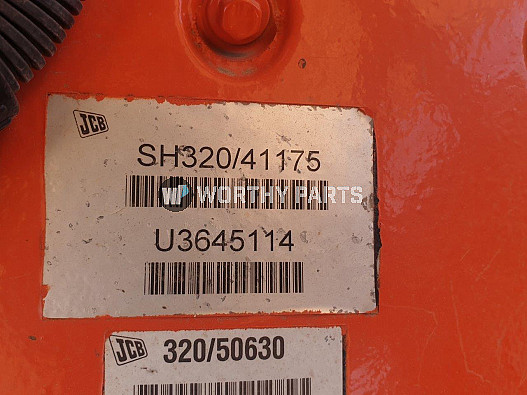 JCB
SH320/41175
WORTHY PARTS
U3645114
JCB 320/50630